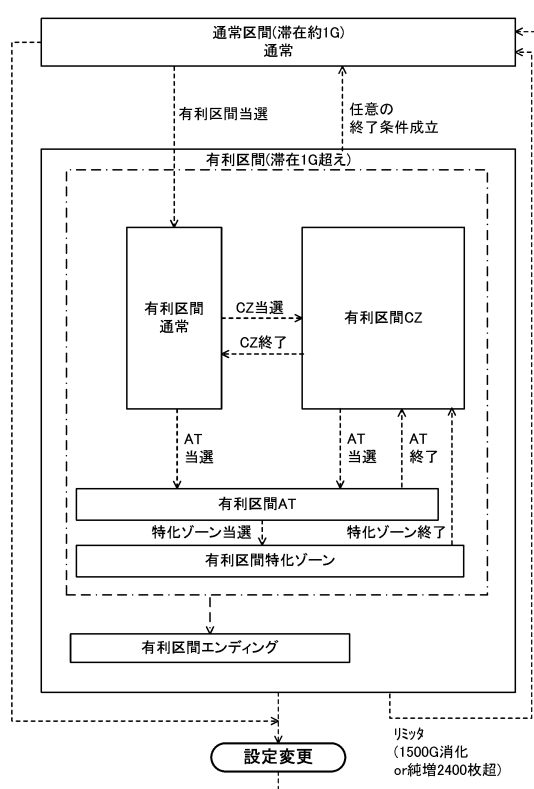 通常区間(滞在約1G)
通常
有利区間当選
任意の
終了条件成立
有利区間(滞在1G超え)
有利区間
通常
CZ当選
CZ終了
有利区間CZ
AT
当選
AT
当選
AT
終了
有利区間AT
特化ゾーン当選
特化ゾーン終了
有利区間特化ゾーン
有利区間エンディング
設定変更
ﾘﾐｯﾀ
(1500G消化
or純増2400枚超)